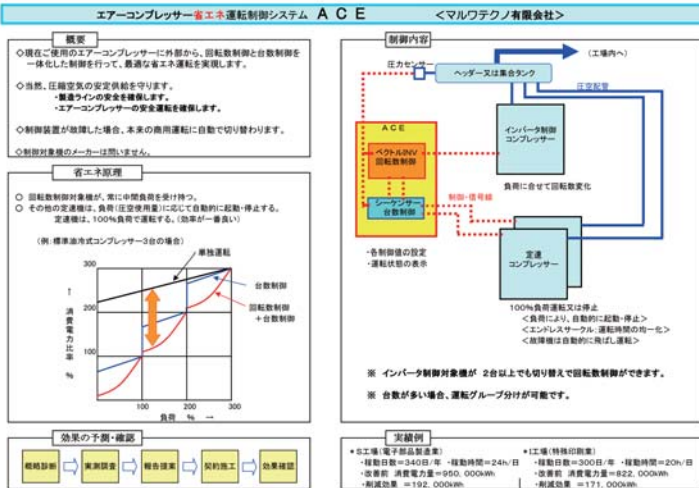 エアーコンプレッサー省エネ運転制御システム ACE ＜マルワテクノ有限会社＞
概要
◇現在ご使用のエアーコンプレッサーに外部から、回転数制御と台数制御を
一体化した制御を行って、最適な省エネ運転を実現します。
◇当然、圧縮空気の安定供給を守ります。
・製造ラインの安全を確保します。
・エアーコンプレッサーの安全運転を確保します。
◇制御装置が故障した場合、本来の商用運転に自動で切り替わります。
◇制御対象機のメーカーは問いません。
省エネ原理
○ 回転数制御対象機が、常に中間負荷を受け持つ。
○ その他の定速機は、負荷(圧空使用量)に応じて自動的に起動・停止する。
定速機は、100%負荷で運転する。(効率が一番良い)
(例:標準油冷式コンプレッサー3台の場合)
単独運転
台数制御
回転数制御
＋台数制御
300
200
100
↑
消費電力比率
%
100
200
300
負荷 % →
効果の予測・確認
概略診断
実測調査
報告提案
契約施工
効果確認
制御内容
(工場内へ)
圧力センサー
ヘッダー又は集合タンク
圧空配管
ACE
ベクトルINV
回転数制御
シーケンサー
台数制御
インバータ制御
コンプレッサー
負荷に合せて回転数変化
制御・信号線
・各制御値の設定
・運転状態の表示
定速
コンプレッサー
100%負荷運転又は停止
＜負荷により、自動的に起動・停止＞
＜エンドレスサークル:運転時間の均一化＞
＜故障機は自動的に飛ばし運転＞
※ インバータ制御対象機が 2台以上でも切り替えで回転数制御ができます。
※ 台数が多い場合、運転グループ分けが可能です。
実績例
*S工場(電子部品製造業)
・稼動日数＝340日/年 ・稼動時間＝24h/日
・改善前 消費電力量＝950,000kWh
・削減効果 ＝192,000kWh
*I工場(特殊印刷業)
・稼動日数＝300日/年 ・稼動時間＝20h/日
・改善前 消費電力量＝822,000kWh
・削減効果 ＝171,000kWh